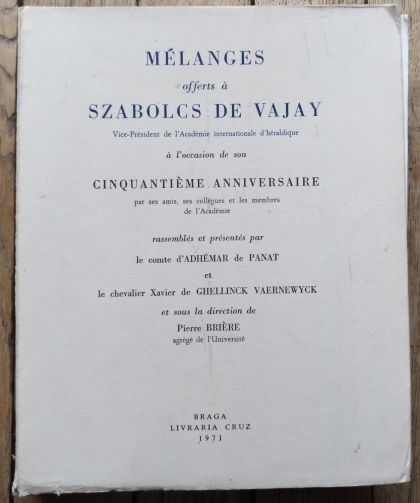 MÉLANGES
offerts à
SZABOLCS DE VAJAY
Vice-Président de l'Académie internationale d'héraldique
à l'occasion de son
CINQUANTIÈME ANNIVERSAIRE
par ses amis, ses collègues et les membres
de l'Académie
rassemblés et présentés par
le comte d'ADHÉMAR de PANAT
et
le chevalier Xavier de GHELLINCK VAERNEWYCK
et sous la direction de
Pierre BRIÈRE
agrégé de l'Université
BRAGA
LIVRARIA CRUZ
1971